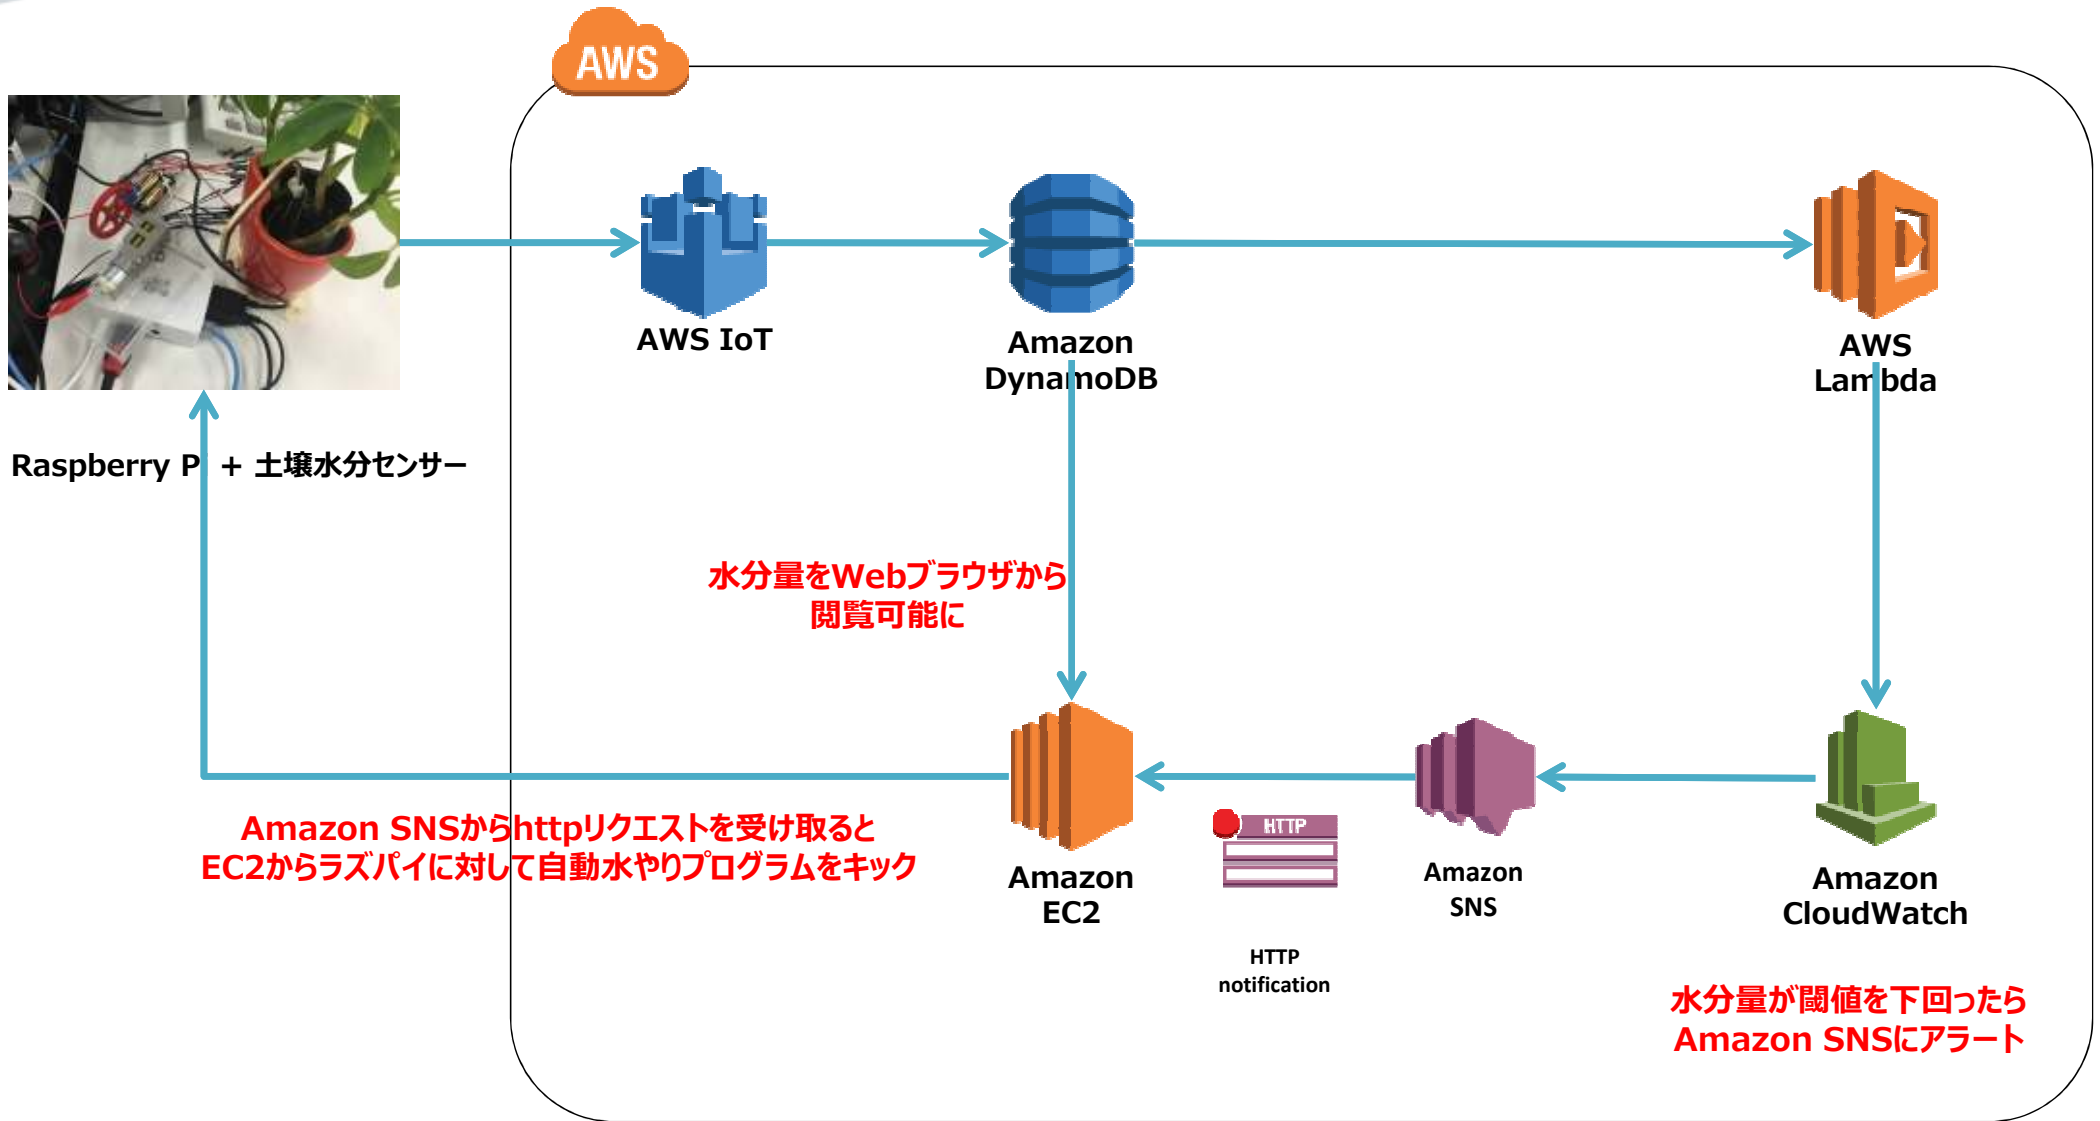 AWS
AWS IoT
Amazon
DynamoDB
AWS
Lambda
Raspberry Pi + 土壌水分センサー
水分量をWebブラウザから
閲覧可能に
Amazon SNSからhttpリクエストを受け取ると
EC2からラズパイに対して自動水やりプログラムをキック
Amazon
EC2
HTTP
HTTP
notification
Amazon
SNS
Amazon
CloudWatch
水分量が閾値を下回ったら
Amazon SNSにアラート